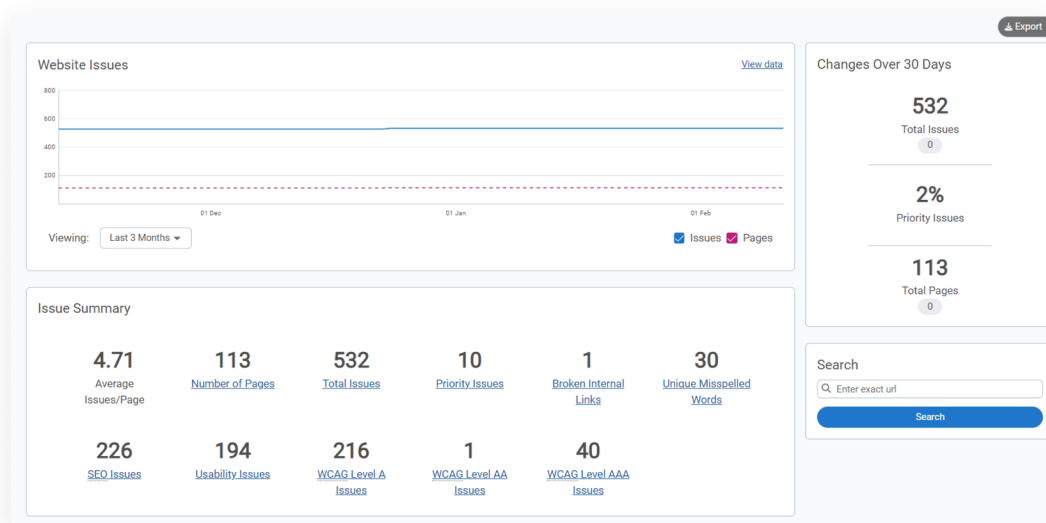 Export
Website Issues
View data
800
600
400
200
01 Dec
01 Jan
01 Feb
Viewing:
Last 3 Months
Issues
Pages
Changes Over 30 Days
532
Total Issues
0
2%
Priority Issues
113
Total Pages
0
Issue Summary
4.71
Average
Issues/Page
113
Number of Pages
532
Total Issues
10
Priority Issues
1
Broken Internal
Links
30
Unique Misspelled
Words
226
SEO Issues
194
Usability Issues
216
WCAG Level A
Issues
1
WCAG Level AA
Issues
40
WCAG Level AAA
Issues
Search
Enter exact url
Search